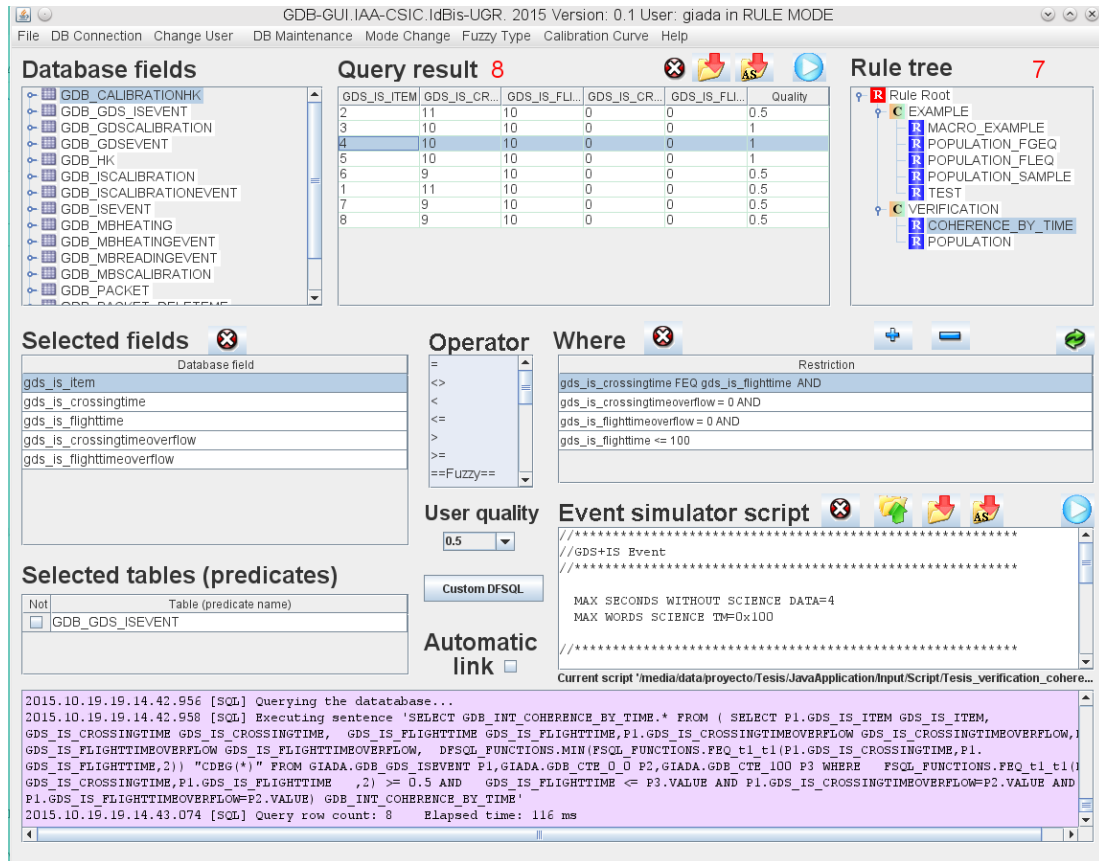 GDB-GUI.IAA-CSIC.IdBis-UGR. 2015 Version: 0.1 User: giada in RULE MODE
File DB Connection Change User DB Maintenance Mode Change Fuzzy Type Calibration Curve Help
Database fields
GDB_CALIBRATIONHK
GDB_GDS_ISEVENT
GDB_GDSCALIBRATION
GDB_GDSEVENT
GDB_HK
GDB_ISCALIBRATION
GDB_ISCALIBRATIONEVENT
GDB_ISEVENT
GDB_MBHEATING
GDB_MBHEATINGEVENT
GDB_MBREADINGEVENT
GDB_MBSCALIBRATION
GDB_PACKET
GDB_PACKET_DELETEME
Query result 8
AS
GDS_IS_ITEM GDS_IS_CR... GDS_IS_FLI... GDS_IS_CR... GDS_IS_FLI... Quality
2 11 10 0 0 0.5
3 10 10 0 0 1
4 10 10 0 0 1
5 10 10 0 0 1
6 9 10 0 0 0.5
1 11 10 0 0 0.5
7 9 10 0 0 0.5
8 9 10 0 0 0.5
Rule tree 7
R Rule Root
C EXAMPLE
R MACRO_EXAMPLE
R POPULATION_FGEQ
R POPULATION_FLEQ
R POPULATION_SAMPLE
R TEST
C VERIFICATION
R COHERENCE_BY_TIME
R POPULATION
Selected fields
Database field
gds_is_item
gds_is_crossingtime
gds_is_flighttime
gds_is_crossingtimeoverflow
gds_is_flighttimeoverflow
Operator
=
<>
<
<=
>
>=
==Fuzzy==
Where
Restriction
gds_is_crossingtime FEQ gds_is_flighttime AND
gds_is_crossingtimeoverflow = 0 AND
gds_is_flighttimeoverflow = 0 AND
gds_is_flighttime <= 100
Selected tables (predicates)
Not Table (predicate name)
GDB_GDS_ISEVENT
User quality
0.5
Custom DFSQL
Automatic
link
Event simulator script
AS
//************************************************************
//GDS+IS Event
//************************************************************
MAX SECONDS WITHOUT SCIENCE DATA=4
MAX WORDS SCIENCE TM=0x100
//************************************************************
Current script '/media/data/proyecto/Tesis/JavaApplication/Input/Script/Tesis_verification_cohere...
2015.10.19.19.14.42.956 [SQL] Querying the datatabase...
2015.10.19.19.14.42.958 [SQL] Executing sentence 'SELECT GDB_INT_COHERENCE_BY_TIME.* FROM ( SELECT P1.GDS_IS_ITEM GDS_IS_ITEM,
GDS_IS_CROSSINGTIME GDS_IS_CROSSINGTIME, GDS_IS_FLIGHTTIME GDS_IS_FLIGHTTIME,P1.GDS_IS_CROSSINGTIMEOVERFLOW GDS_IS_CROSSINGTIMEOVERFLOW,
GDS_IS_FLIGHTTIMEOVERFLOW GDS_IS_FLIGHTTIMEOVERFLOW, DFSQL_FUNCTIONS.MIN(FSQL_FUNCTIONS.FEQ_t1_t1(P1.GDS_IS_CROSSINGTIME,P1.
GDS_IS_FLIGHTTIME,2)) "CDEG(*)" FROM GIADA.GDB_GDS_ISEVENT P1,GIADA.GDB_CTE_0_0 P2,GIADA.GDB_CTE_100 P3 WHERE FSQL_FUNCTIONS.FEQ_t1_t1(
GDS_IS_CROSSINGTIME,P1.GDS_IS_FLIGHTTIME ,2) >= 0.5 AND GDS_IS_FLIGHTTIME <= P3.VALUE AND P1.GDS_IS_CROSSINGTIMEOVERFLOW=P2.VALUE AND
P1.GDS_IS_FLIGHTTIMEOVERFLOW=P2.VALUE) GDB_INT_COHERENCE_BY_TIME'
2015.10.19.19.14.43.074 [SQL] Query row count: 8 Elapsed time: 116 ms